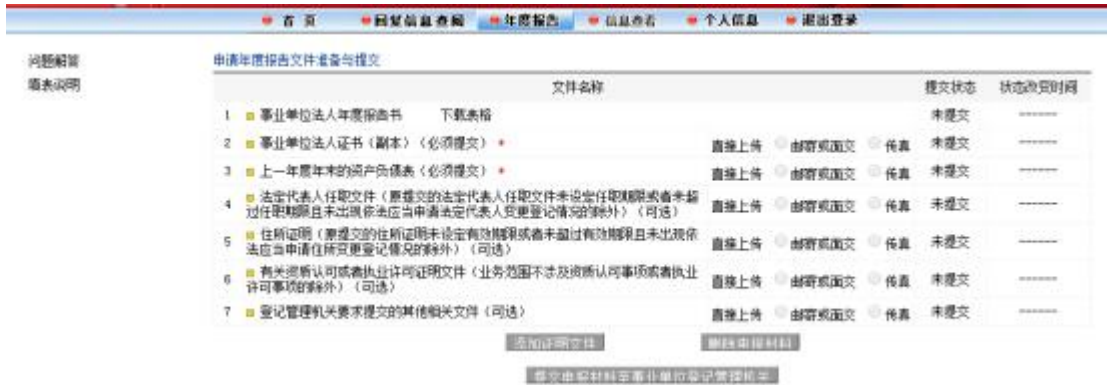 首 页 回复信息查阅 年度报告 信息查看 个人信息 退出登录
问题解答
填表说明
申请年度报告文件准备与提交
文件名称 提交状态 状态改变时间
1 事业单位法人年度报告书 下载表格 未提交 ------
2 事业单位法人证书（副本）（必须提交） * 直接上传 邮寄或面交 传真 未提交 ------
3 上一年度年末的资产负债表（必须提交） * 直接上传 邮寄或面交 传真 未提交 ------
4 法定代表人任职文件（原提交的法定代表人任职文件未设定任职期限或者未超
过任职期限且未出现依法应当申请法定代表人变更登记情况的除外）（可选） 直接上传 邮寄或面交 传真 未提交 ------
5 住所证明（原提交的住所证明未设定有效期限或者未超过有效期限且未出现依
法应当申请住所变更登记情况的除外）（可选） 直接上传 邮寄或面交 传真 未提交 ------
6 有关资质认可或者执业许可证明文件（业务范围不涉及资质认可事项或者执业
许可事项的除外）（可选） 直接上传 邮寄或面交 传真 未提交 ------
7 登记管理机关要求提交的其他相关文件（可选） 直接上传 邮寄或面交 传真 未提交 ------
添加证明文件 删除申报材料
提交申报材料至事业单位登记管理机关